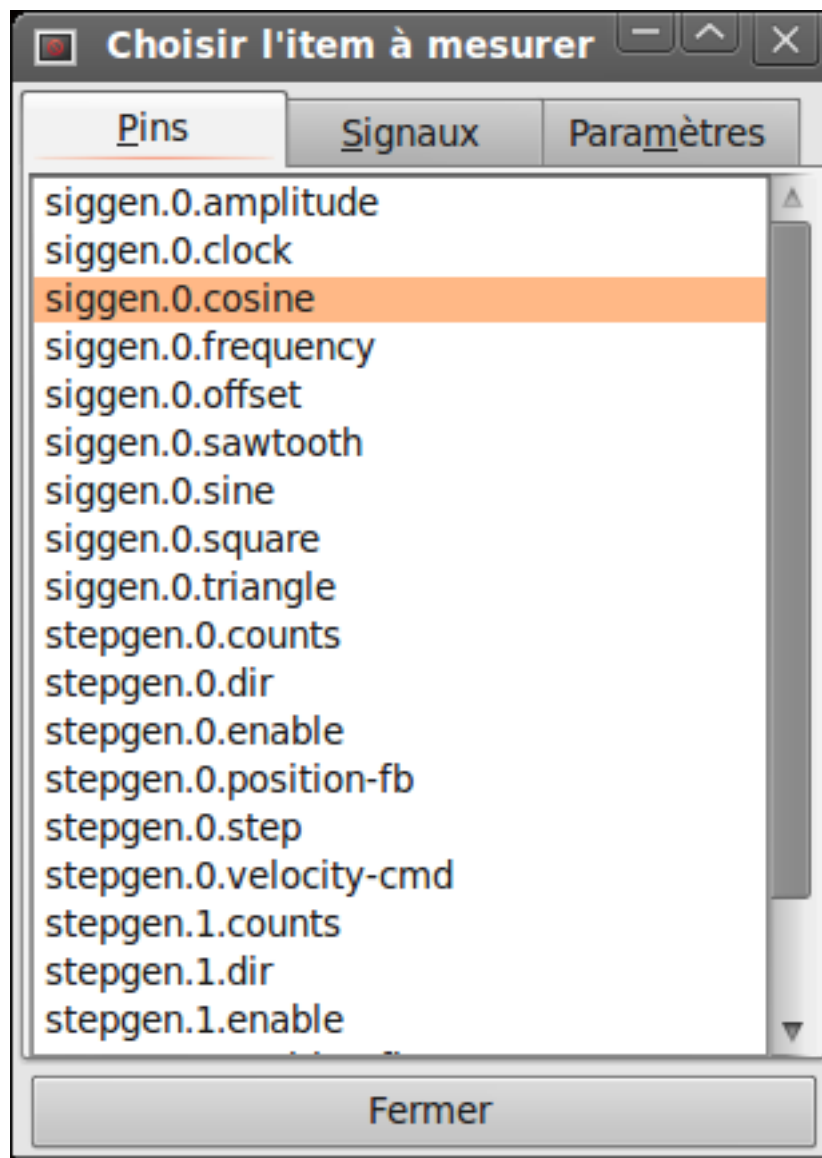 Choisir l'item à mesurer
Pins Signaux Paramètres
siggen.0.amplitude
siggen.0.clock
siggen.0.cosine
siggen.0.frequency
siggen.0.offset
siggen.0.sawtooth
siggen.0.sine
siggen.0.square
siggen.0.triangle
stepgen.0.counts
stepgen.0.dir
stepgen.0.enable
stepgen.0.position-fb
stepgen.0.step
stepgen.0.velocity-cmd
stepgen.1.counts
stepgen.1.dir
stepgen.1.enable
Fermer